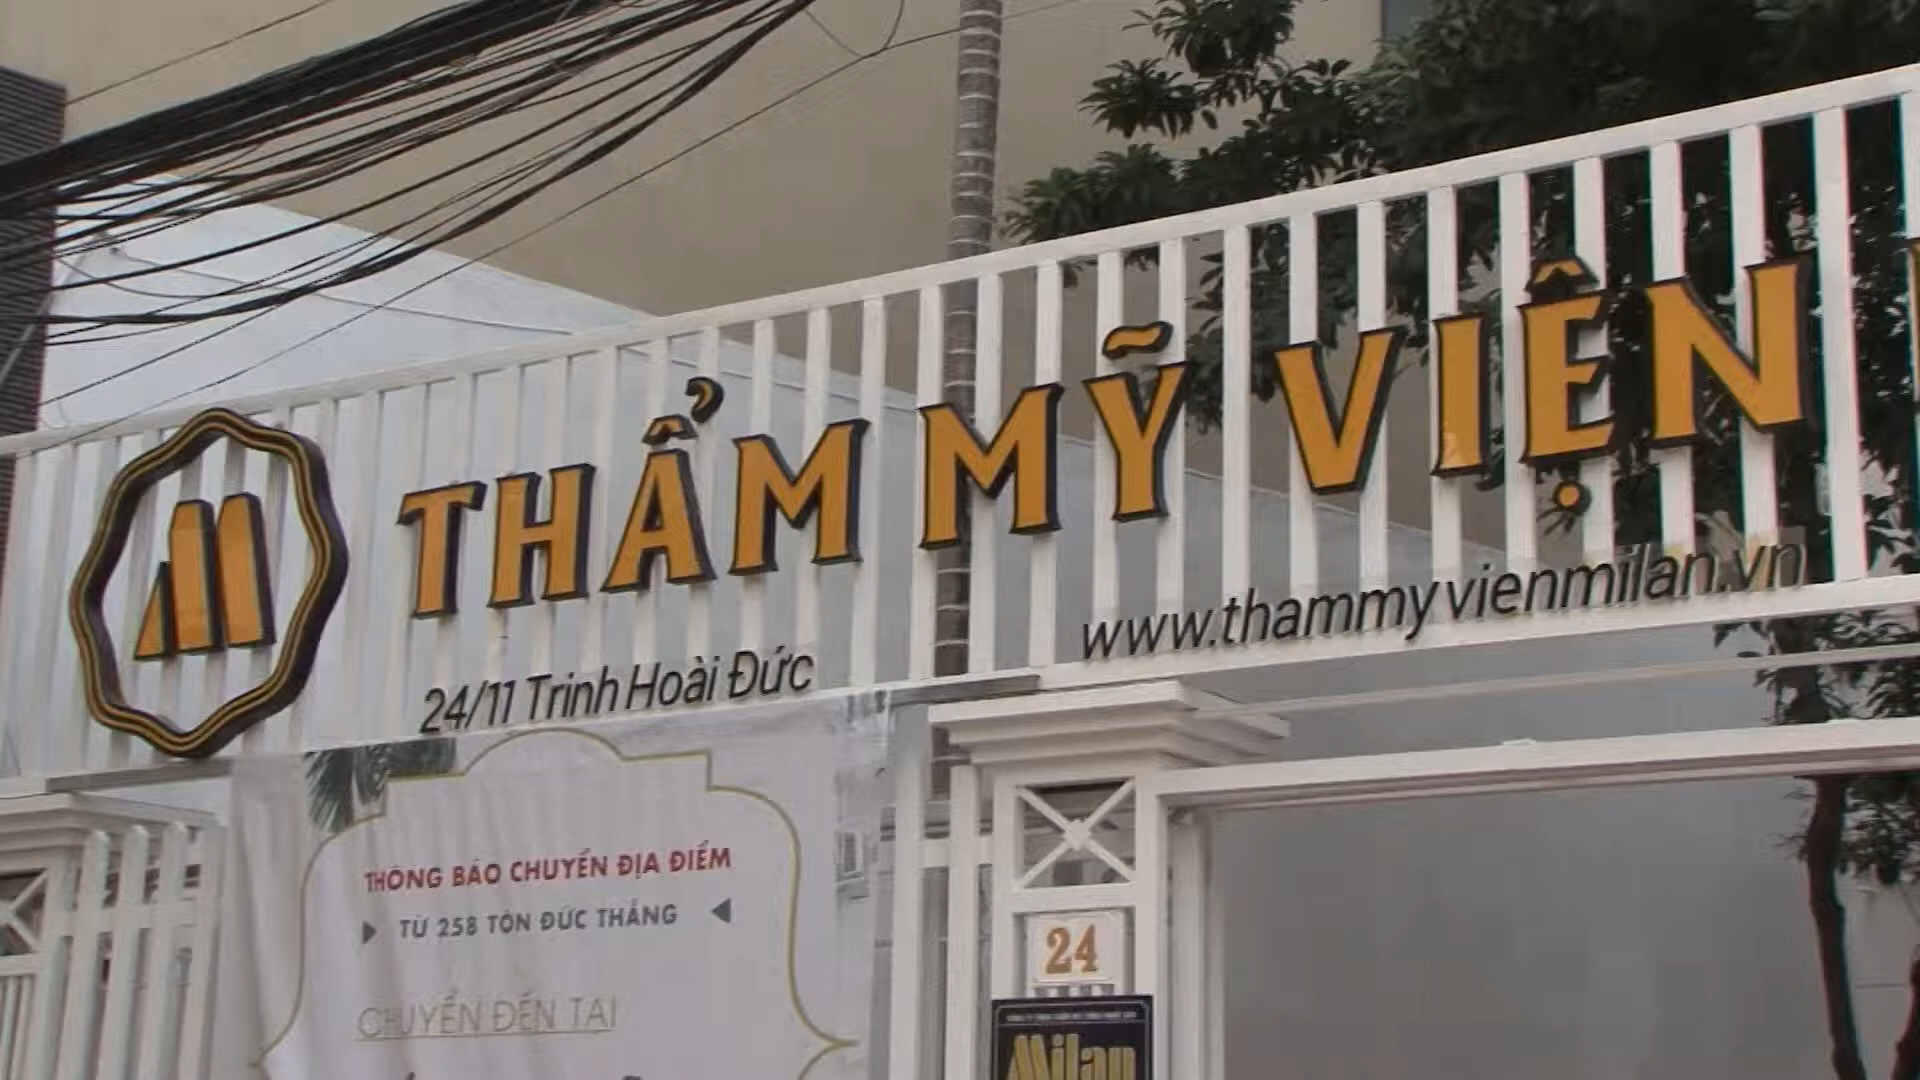 THẨM MỸ VIỆN
24/11 Trinh Hoài Đức
www.thammyvienmilan.vn
THÔNG BÁO CHUYỂN ĐỊA ĐIỂM
TỪ 258 TÔN ĐỨC THẮNG
CHUYỂN ĐẾN TẠI
24
Milan